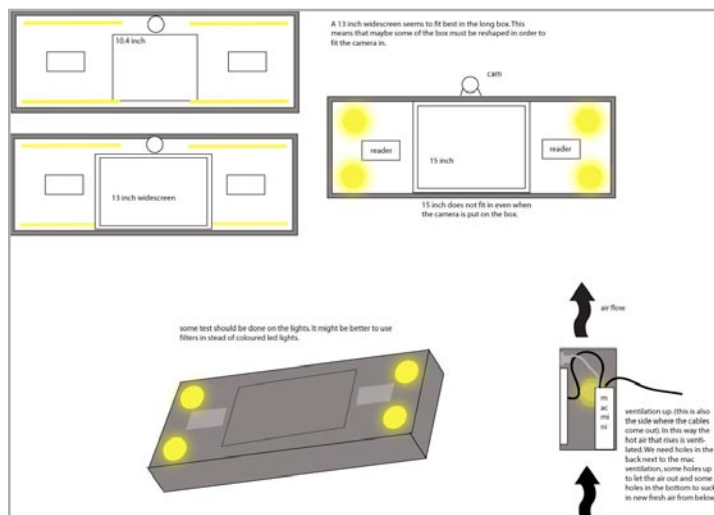 10.4 inch
A 13 inch widescreen seems to fit best in the long box. This
means that maybe some of the box must be reshaped in order to
fit the camera in.
cam
reader
15 inch
reader
13 inch widescreen
15 inch does not fit in even when
the camera is put on the box.
some test should be done on the lights. It might be better to use
filters in stead of coloured led lights.
air flow
m
ac
mi
ni
ventilation up. (this is also
the side where the cables
come out). In this way the
hot air that rises is venti-
lated. We need holes in the
back next to the mac
ventilation, some holes up
to let the air out and some
holes in the bottom to suck
in new fresh air from below